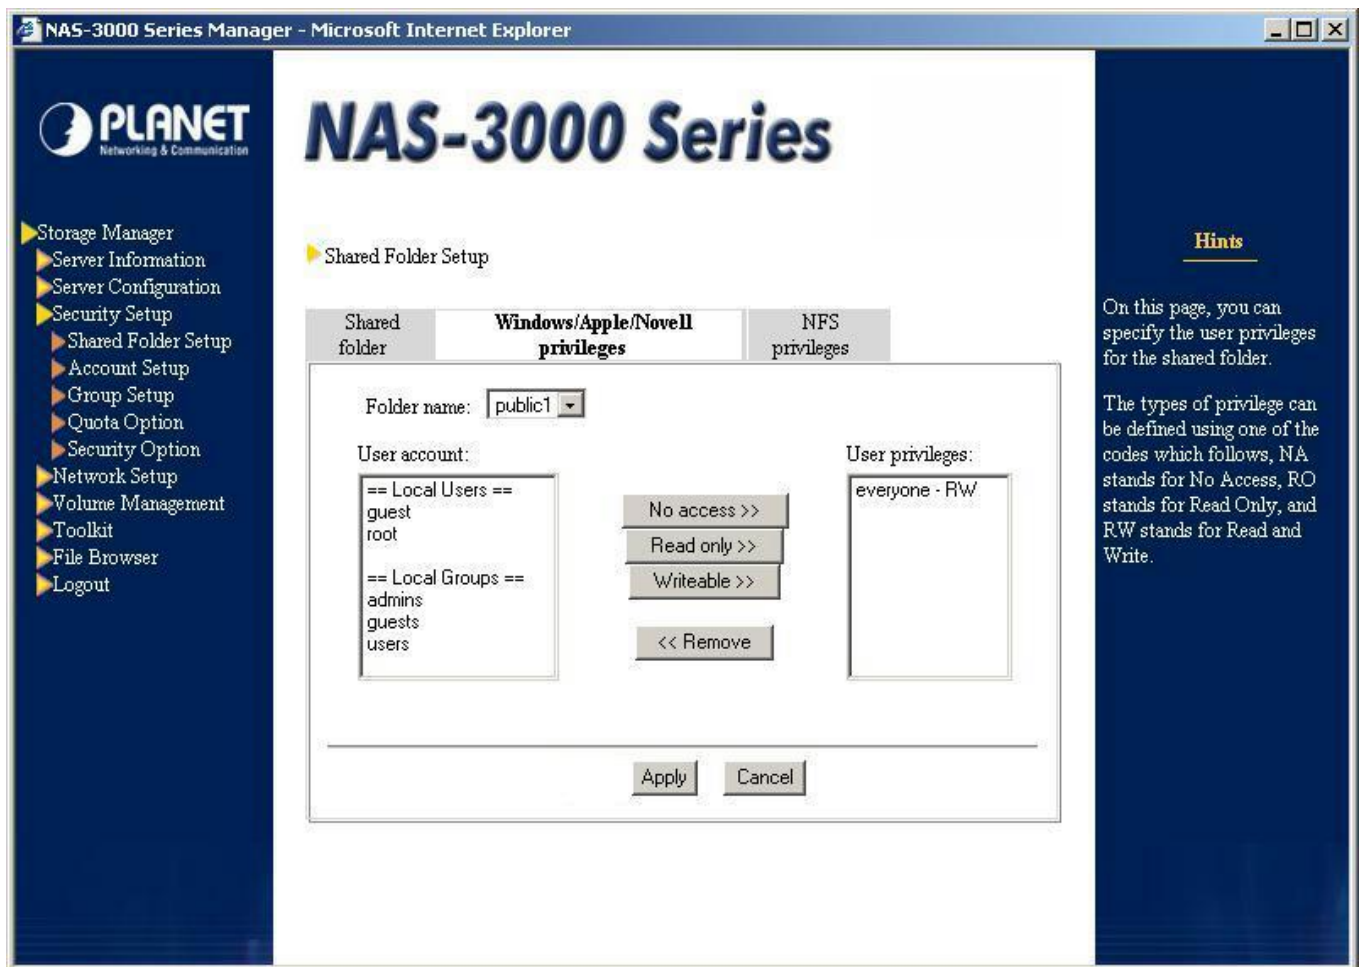 NAS-3000 Series Manager - Microsoft Internet Explorer
PLANET
Networking & Communication
NAS-3000 Series
Storage Manager
Server Information
Server Configuration
Security Setup
Shared Folder Setup
Account Setup
Group Setup
Quota Option
Security Option
Network Setup
Volume Management
Toolkit
File Browser
Logout
Shared Folder Setup
Shared
folder
Windows/Apple/Novell
privileges
NFS
privileges
Folder name: public1
User account:
== Local Users ==
guest
root
== Local Groups ==
admins
guests
users
No access >>
Read only >>
Writeable >>
<< Remove
User privileges:
everyone - RW
Apply Cancel
Hints
On this page, you can
specify the user privileges
for the shared folder.
The types of privilege can
be defined using one of the
codes which follows, NA
stands for No Access, RO
stands for Read Only, and
RW stands for Read and
Write.